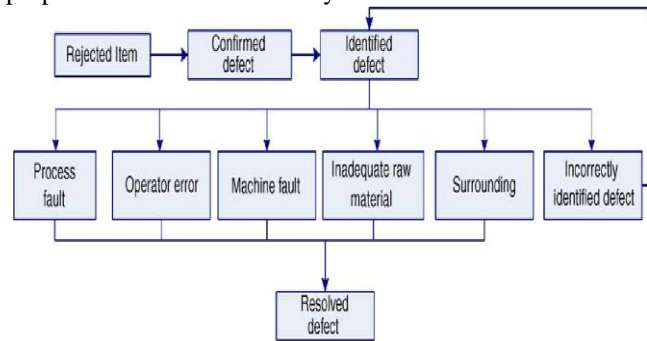 Rejected Item
Confirmed
defect
Identified
defect
Process
fault
Operator error
Machine fault
Inadequate raw
material
Surrounding
Incorrectly
identified defect
Resolved
defect